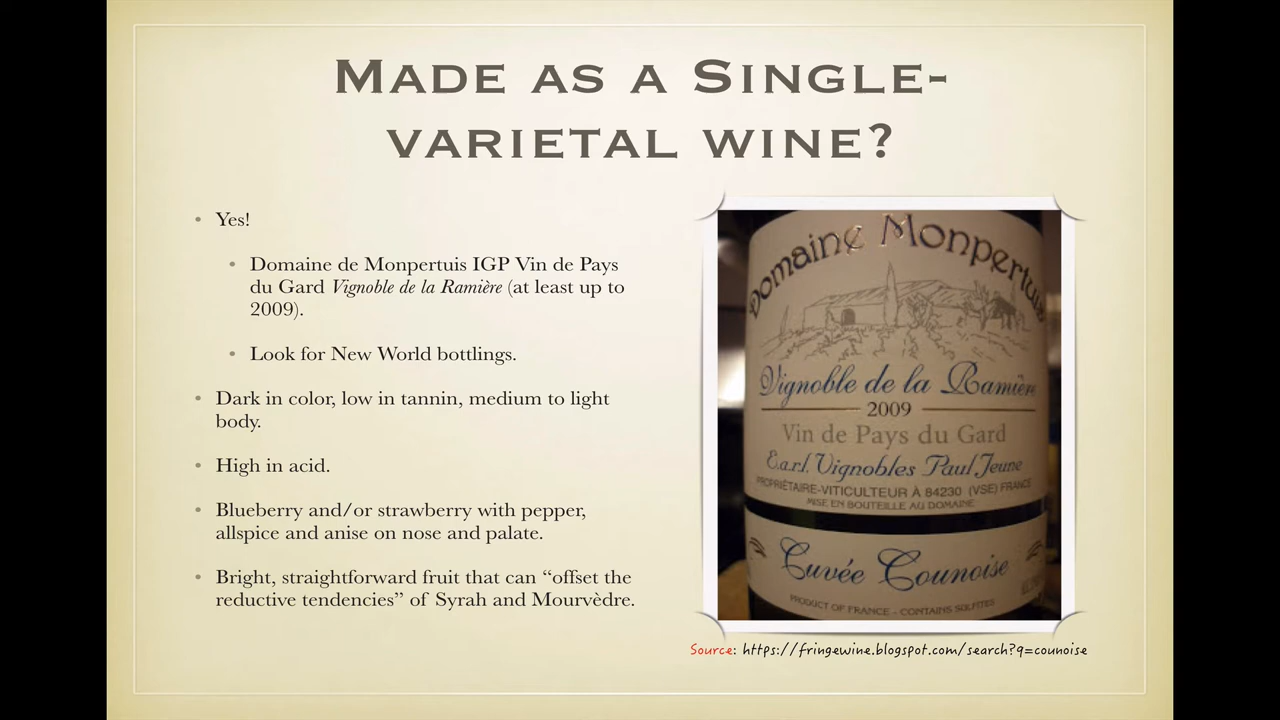 MADE AS A SINGLE-
VARIETAL WINE?
• Yes!
• Domaine de Monpertuis IGP Vin de Pays
du Gard Vignoble de la Ramière (at least up to
2009).
• Look for New World bottlings.
• Dark in color, low in tannin, medium to light
body.
• High in acid.
• Blueberry and/or strawberry with pepper,
allspice and anise on nose and palate.
• Bright, straightforward fruit that can “offset the
reductive tendencies” of Syrah and Mourvèdre.
Domaine Monpertuis
Vignoble de la Ramière
2009
Vin de Pays du Gard
E.a.r.l. Vignobles Paul Jeune
PROPRIÉTAIRE-VITICULTEUR À 84230 (VSE) FRANCE
MISE EN BOUTEILLE AU DOMAINE
Cuvée Counoise
PRODUCT OF FRANCE - CONTAINS SULFITES
Source: https://fringewine.blogspot.com/search?q=counoise